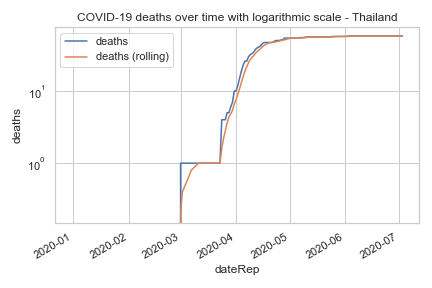 COVID-19 deaths over time with logarithmic scale - Thailand
deaths
deaths (rolling)
10¹
10⁰
deaths
2020-01
2020-02
2020-03
2020-04
2020-05
2020-06
2020-07
dateRep